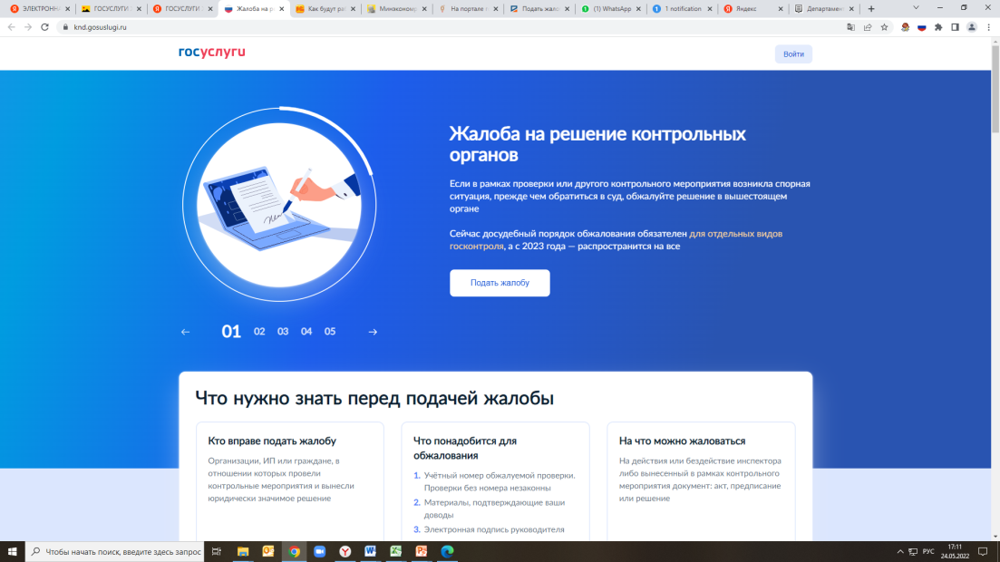 ЭЛЕКТРОНН
ГОСУСЛУГИ
ГОСУСЛУГИ
Жалоба на р
Как будут ра
Минэконом
На портале
Подать жало
(1) WhatsApp
1 notification
Яндекс
Департамен
knd.gosuslugi.ru
госуслуги
Войти
Жалоба на решение контрольных
органов
Если в рамках проверки или другого контрольного мероприятия возникла спорная
ситуация, прежде чем обратиться в суд, обжалуйте решение в вышестоящем
органе
Сейчас досудебный порядок обжалования обязателен для отдельных видов
госконтроля, а с 2023 года — распространится на все
Подать жалобу
01 02 03 04 05
Что нужно знать перед подачей жалобы
Кто вправе подать жалобу
Организации, ИП или граждане, в
отношении которых провели
контрольные мероприятия и вынесли
юридически значимое решение
Что понадобится для
обжалования
1. Учётный номер обжалуемой проверки.
Проверки без номера незаконны
2. Материалы, подтверждающие ваши
доводы
3. Электронная подпись руководителя
На что можно жаловаться
На действия или бездействие инспектора
либо вынесенный в рамках контрольного
мероприятия документ: акт, предписание
или решение
Чтобы начать поиск, введите здесь запрос
РУС
17:11
24.05.2022